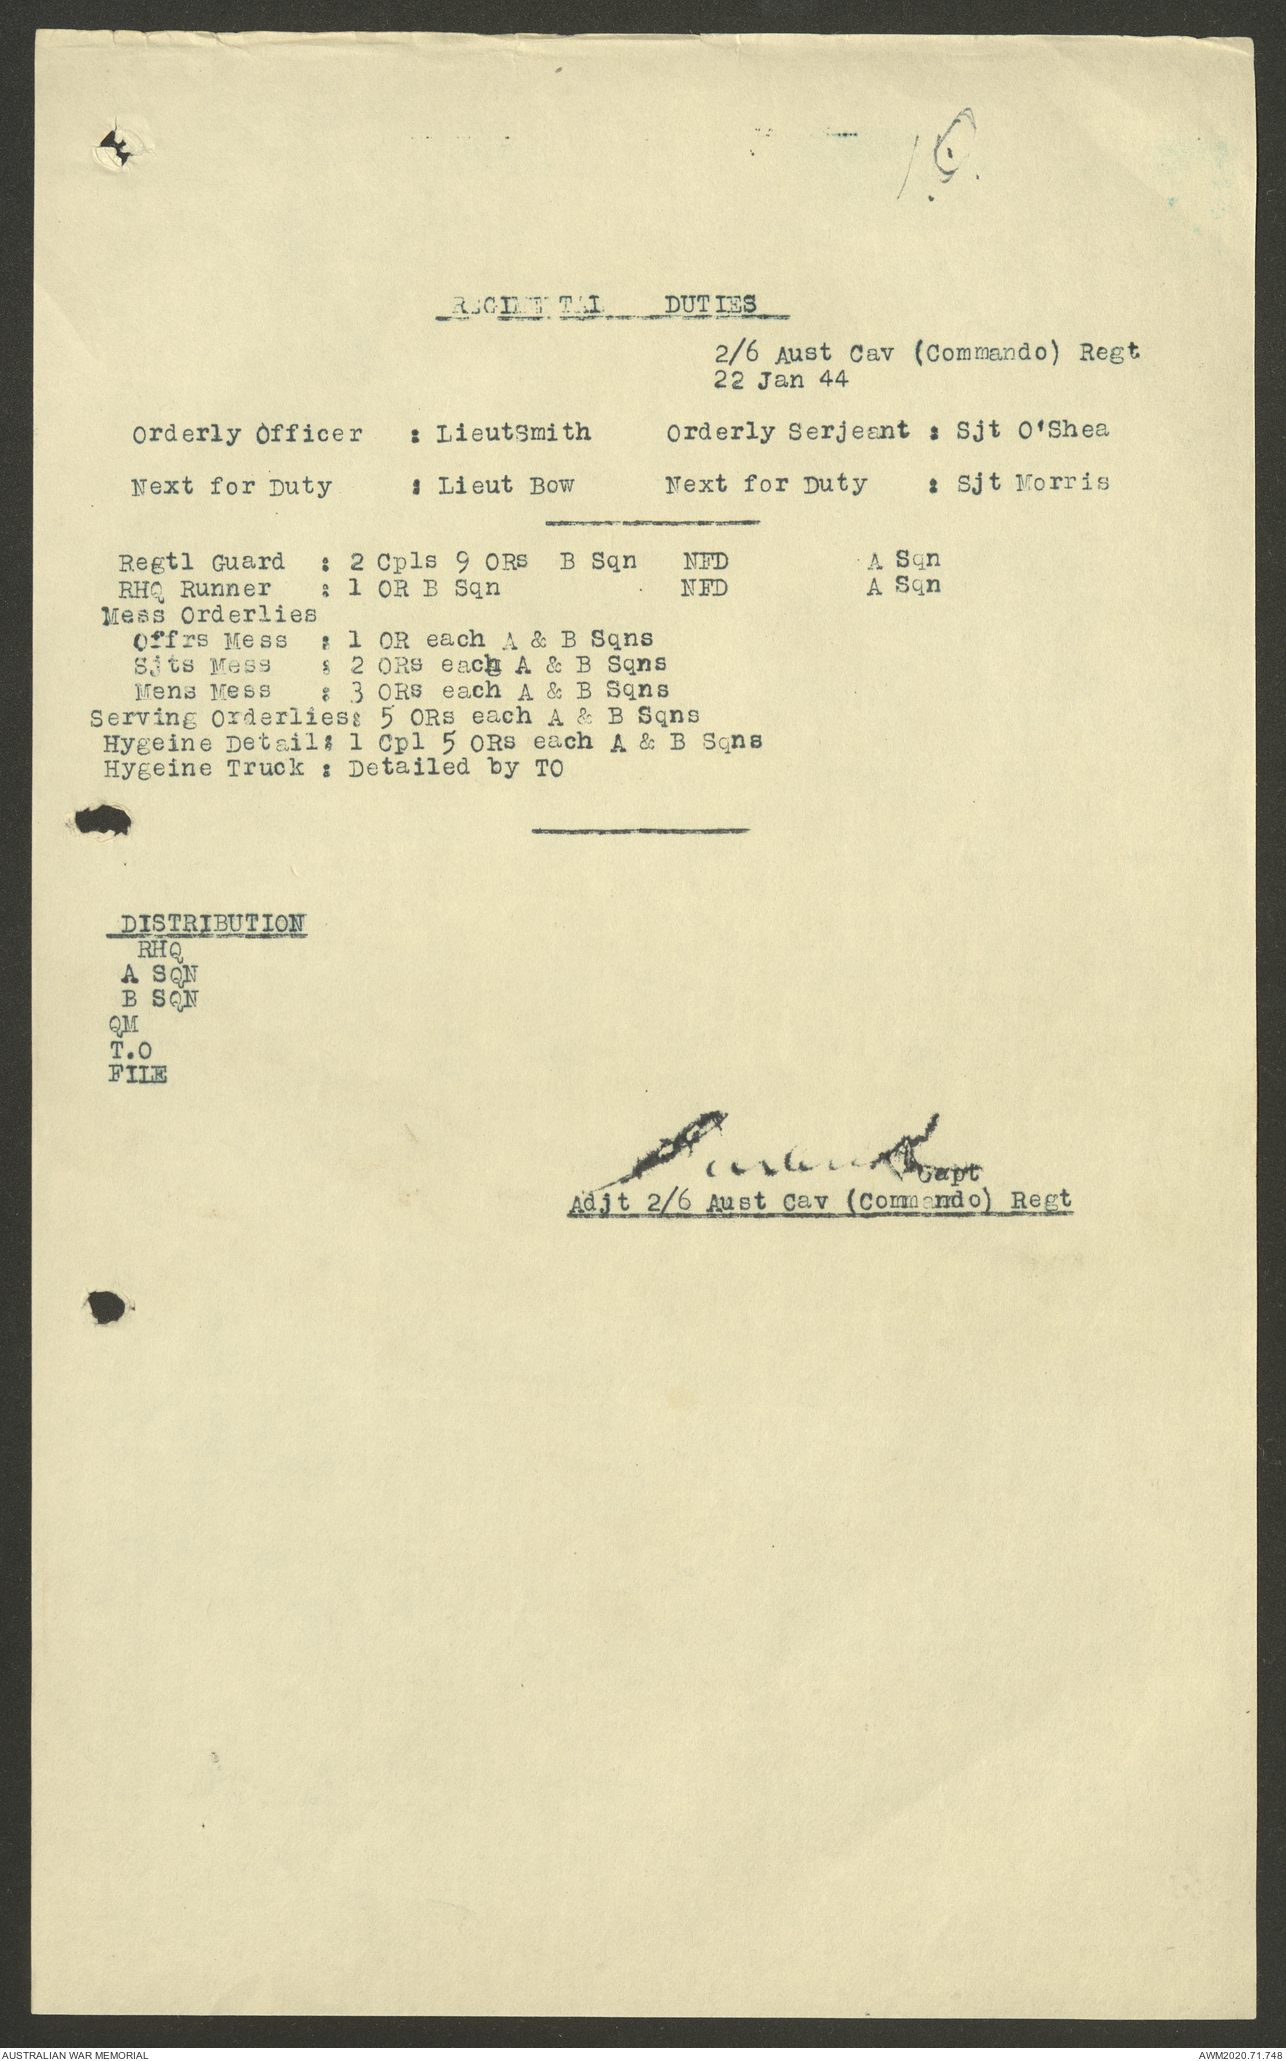 16.
REGIMENTAL DUTIES
2/6 Aust Cav (Commando) Regt
22 Jan 44
Orderly Officer : LieutSmith Orderly Serjeant : Sjt O'Shea
Next for Duty : Lieut Bow Next for Duty : Sjt Morris
Regtl Guard : 2 Cpls 9 ORs B Sqn NFD A Sqn
RHQ Runner : 1 OR B Sqn NFD A Sqn
Mess Orderlies
Offrs Mess : 1 OR each A & B Sqns
Sjts Mess : 2 ORs each A & B Sqns
Mens Mess : 3 ORs each A & B Sqns
Serving Orderlies: 5 ORs each A & B Sqns
Hygeine Detail: 1 Cpl 5 ORs each A & B Sqns
Hygeine Truck : Detailed by TO
DISTRIBUTION
RHQ
A SQN
B SQN
QM
T.O
FILE
Capt
Adjt 2/6 Aust Cav (Commando) Regt
AUSTRALIAN WAR MEMORIAL AWM2020.71.748